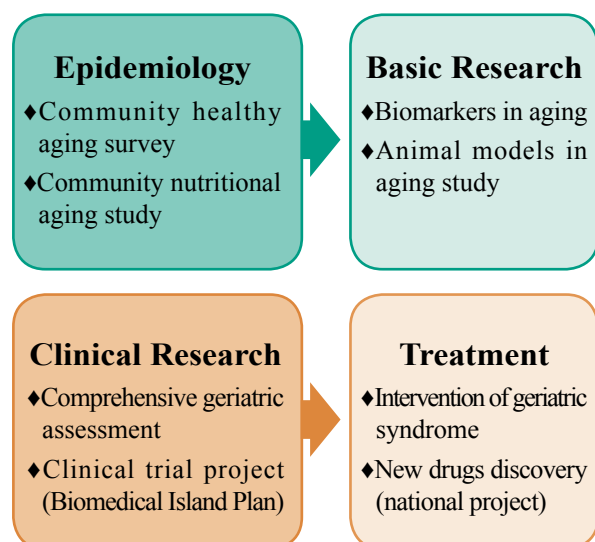 Epidemiology
♦Community healthy
aging survey
♦Community nutritional
aging study
Basic Research
♦Biomarkers in aging
♦Animal models in
aging study
Clinical Research
♦Comprehensive geriatric
assessment
♦Clinical trial project
(Biomedical Island Plan)
Treatment
♦Intervention of geriatric
syndrome
♦New drugs discovery
(national project)